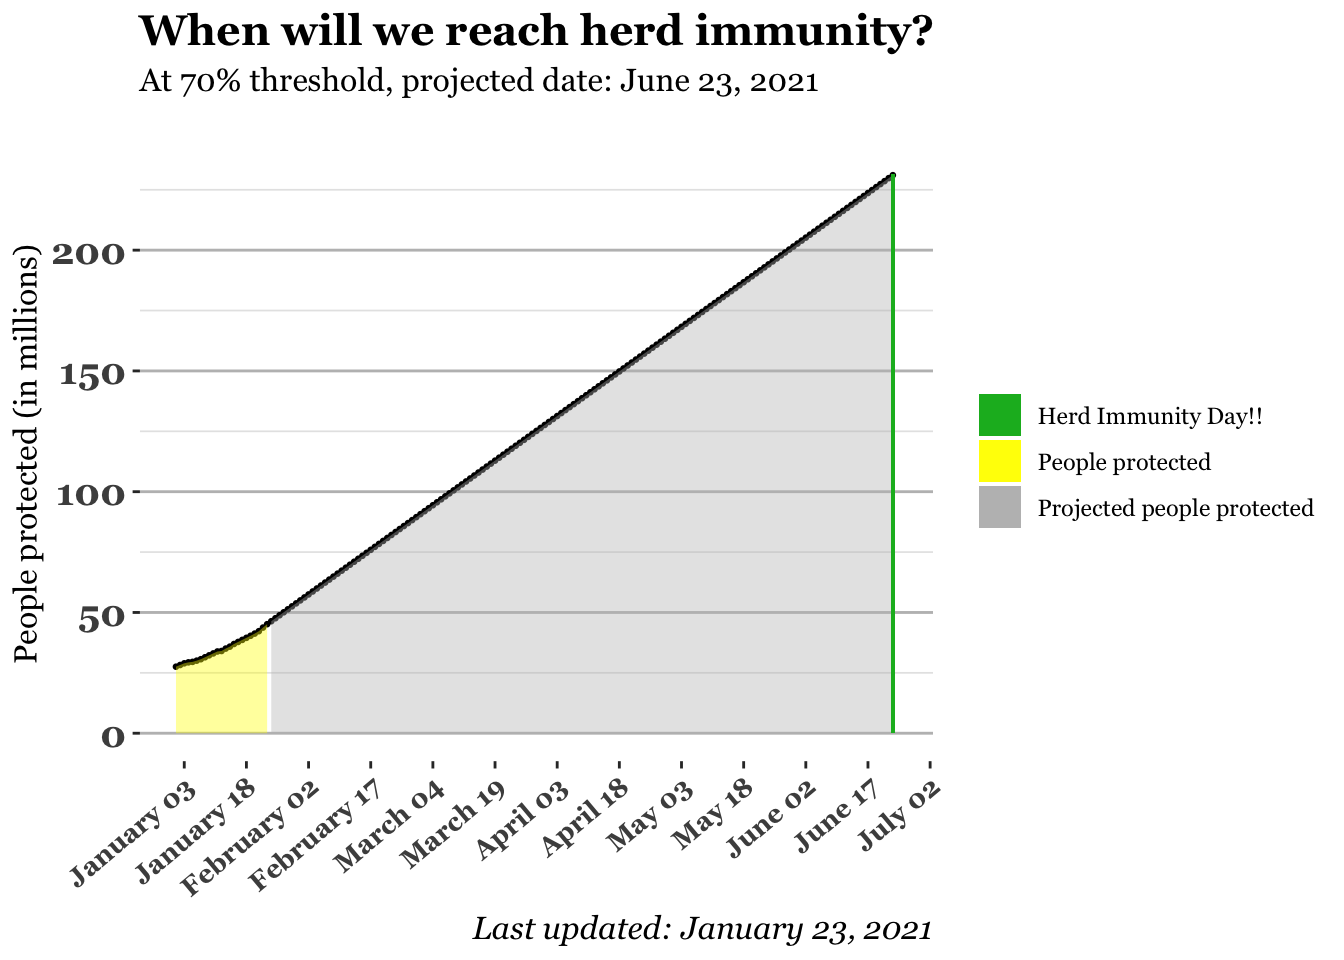 When will we reach herd immunity?
At 70% threshold, projected date: June 23, 2021
People protected (in millions)
200
150
100
50
0
January 03
January 18
February 02
February 17
March 04
March 19
April 03
April 18
May 03
May 18
June 02
June 17
July 02
Herd Immunity Day!!
People protected
Projected people protected
Last updated: January 23, 2021